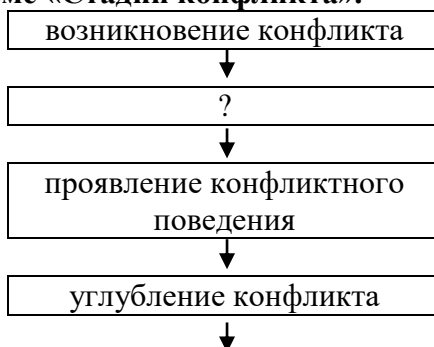 ме «Стадии конфликта».
возникновение конфликта
?
проявление конфликтного
поведения
углубление конфликта